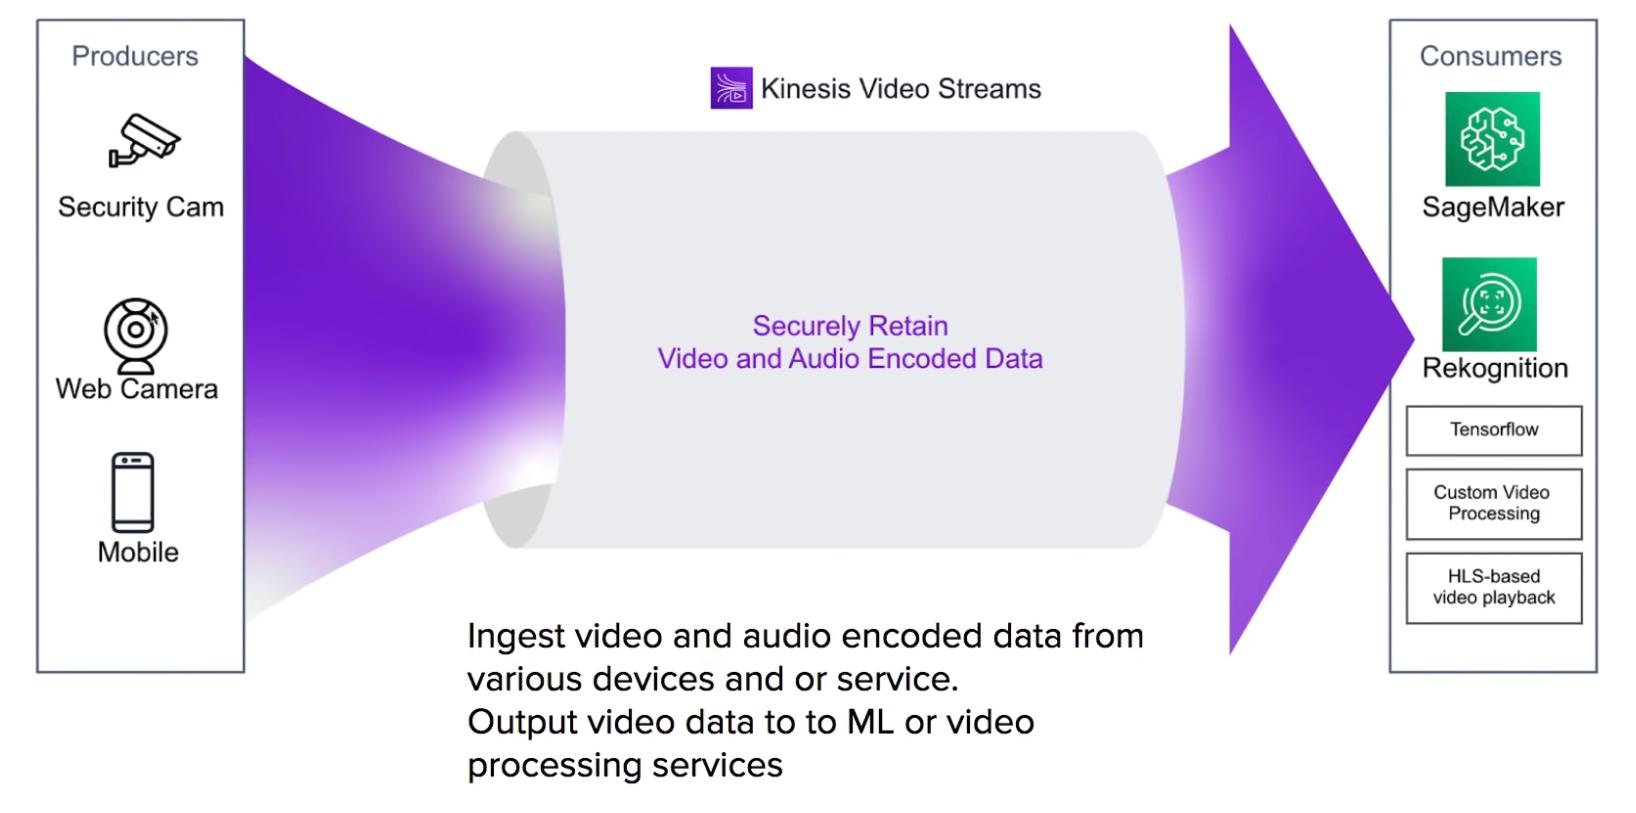 Producers
Security Cam
Web Camera
Mobile
Kinesis Video Streams
Securely Retain
Video and Audio Encoded Data
Ingest video and audio encoded data from
various devices and or service.
Output video data to to ML or video
processing services
Consumers
SageMaker
Rekognition
Tensorflow
Custom Video
Processing
HLS-based
video playback